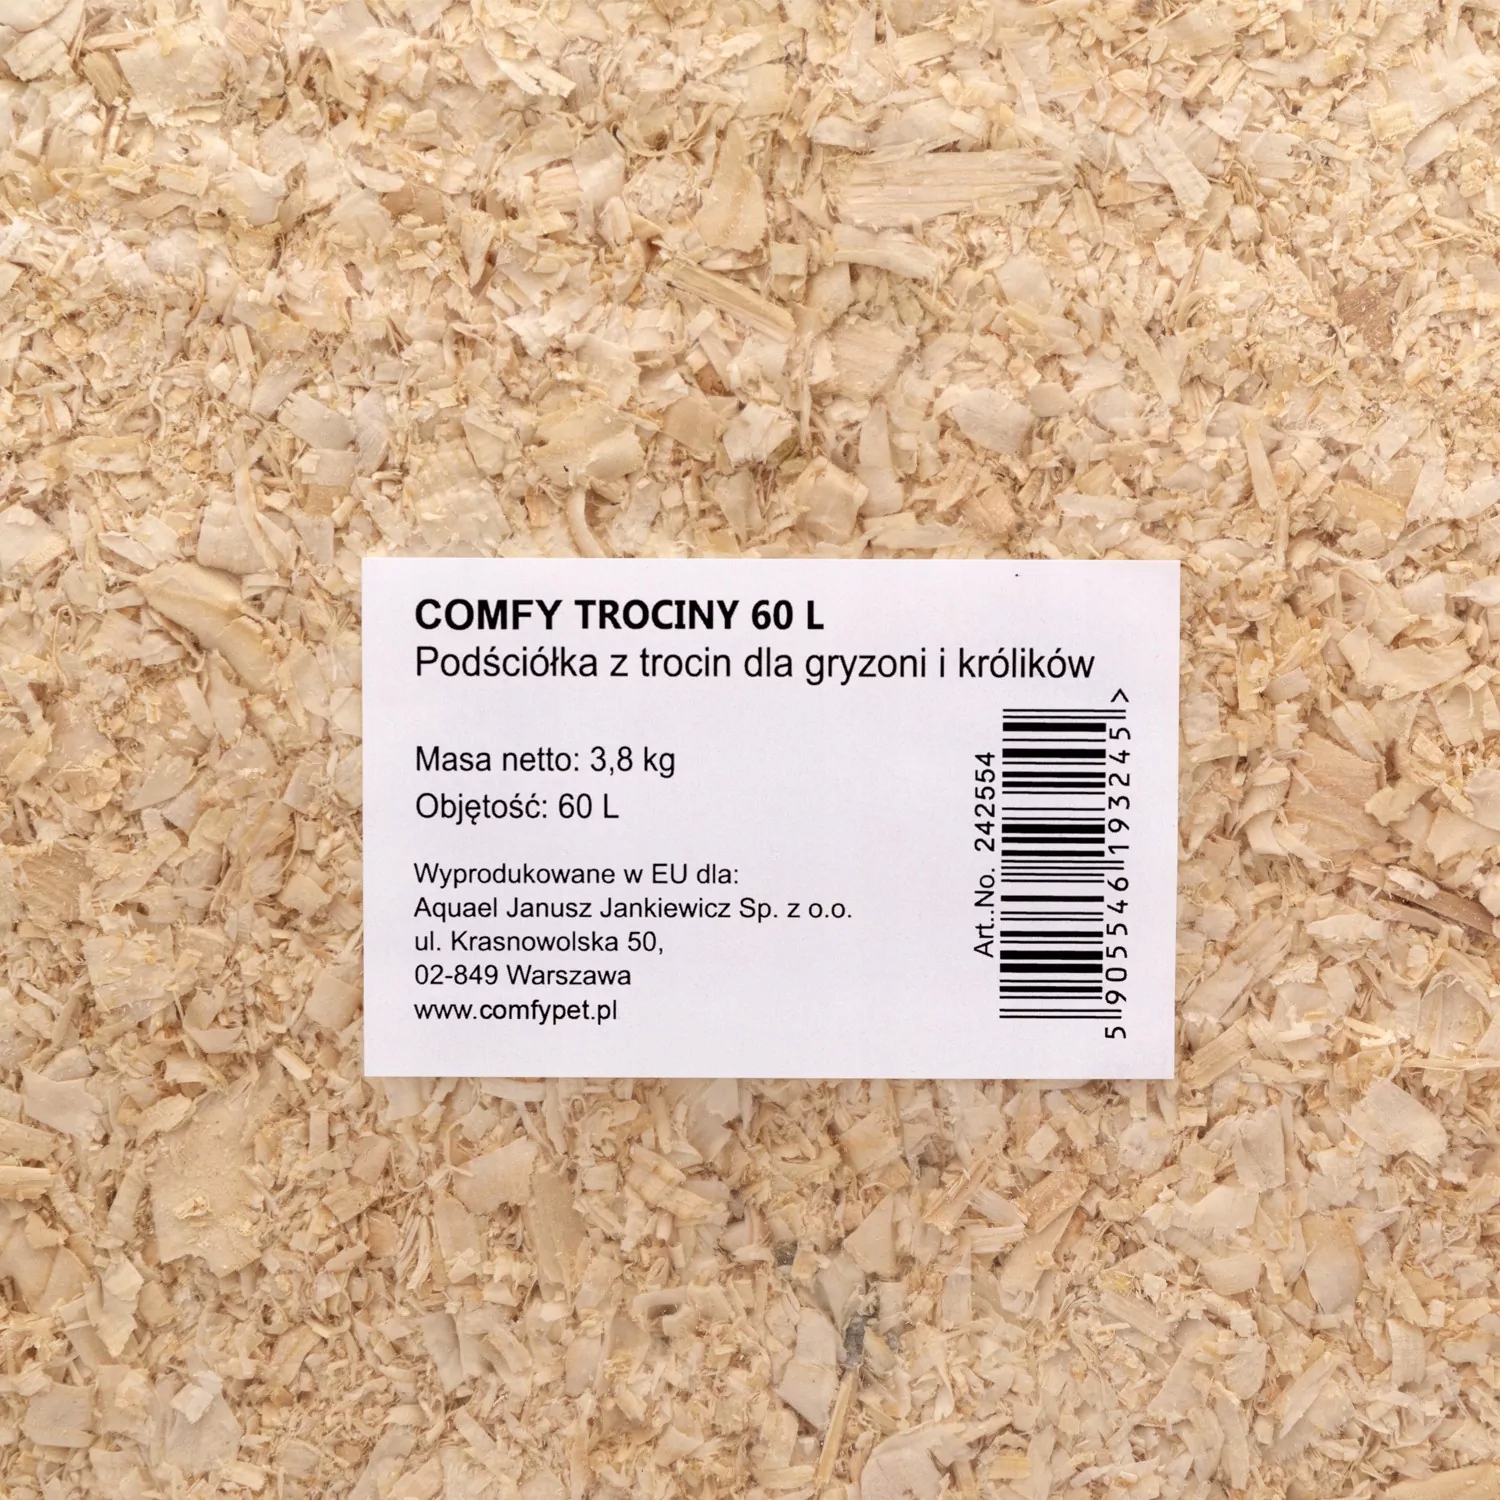 COMFY TROCINY 60 L
Podściółka z trocin dla gryzoni i królików
Masa netto: 3,8 kg
Objętość: 60 L
Wyprodukowane w EU dla:
Aquael Janusz Jankiewicz Sp. z o.o.
ul. Krasnowolska 50,
02-849 Warszawa
www.comfypet.pl
Art..No. 242554
5 905546 193245 >